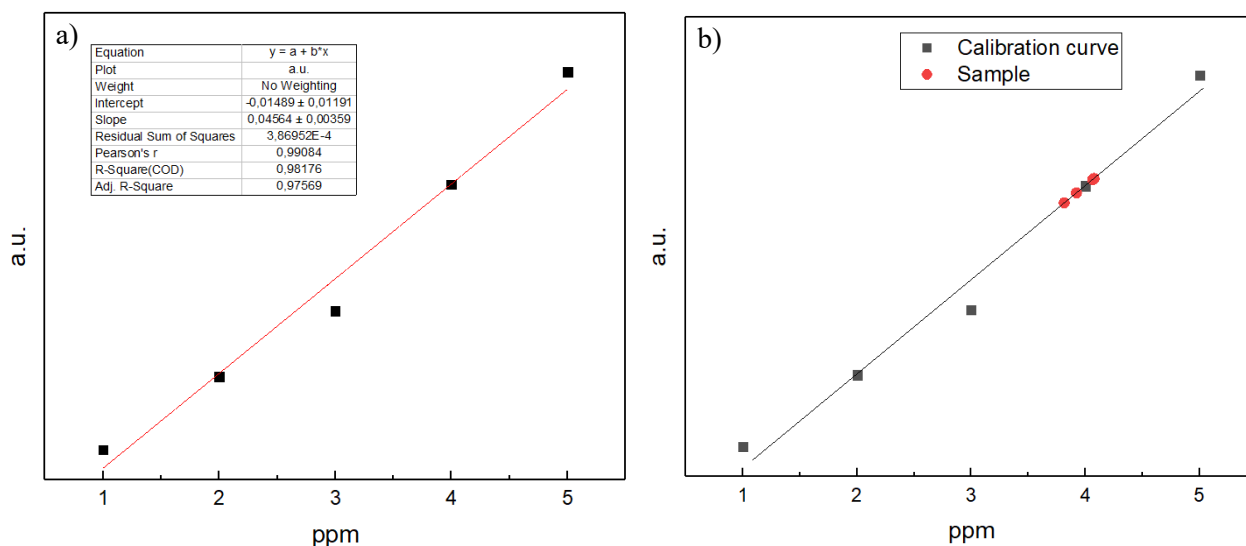 a)
Equation y = a + b*x
Plot a.u.
Weight No Weighting
Intercept -0,01489 ± 0,01191
Slope 0,04564 ± 0,00359
Residual Sum of Squares 3,86952E-4
Pearson's r 0,99084
R-Square(COD) 0,98176
Adj. R-Square 0,97569
a.u.
1 2 3 4 5
ppm
b)
Calibration curve
Sample
a.u.
1 2 3 4 5
ppm